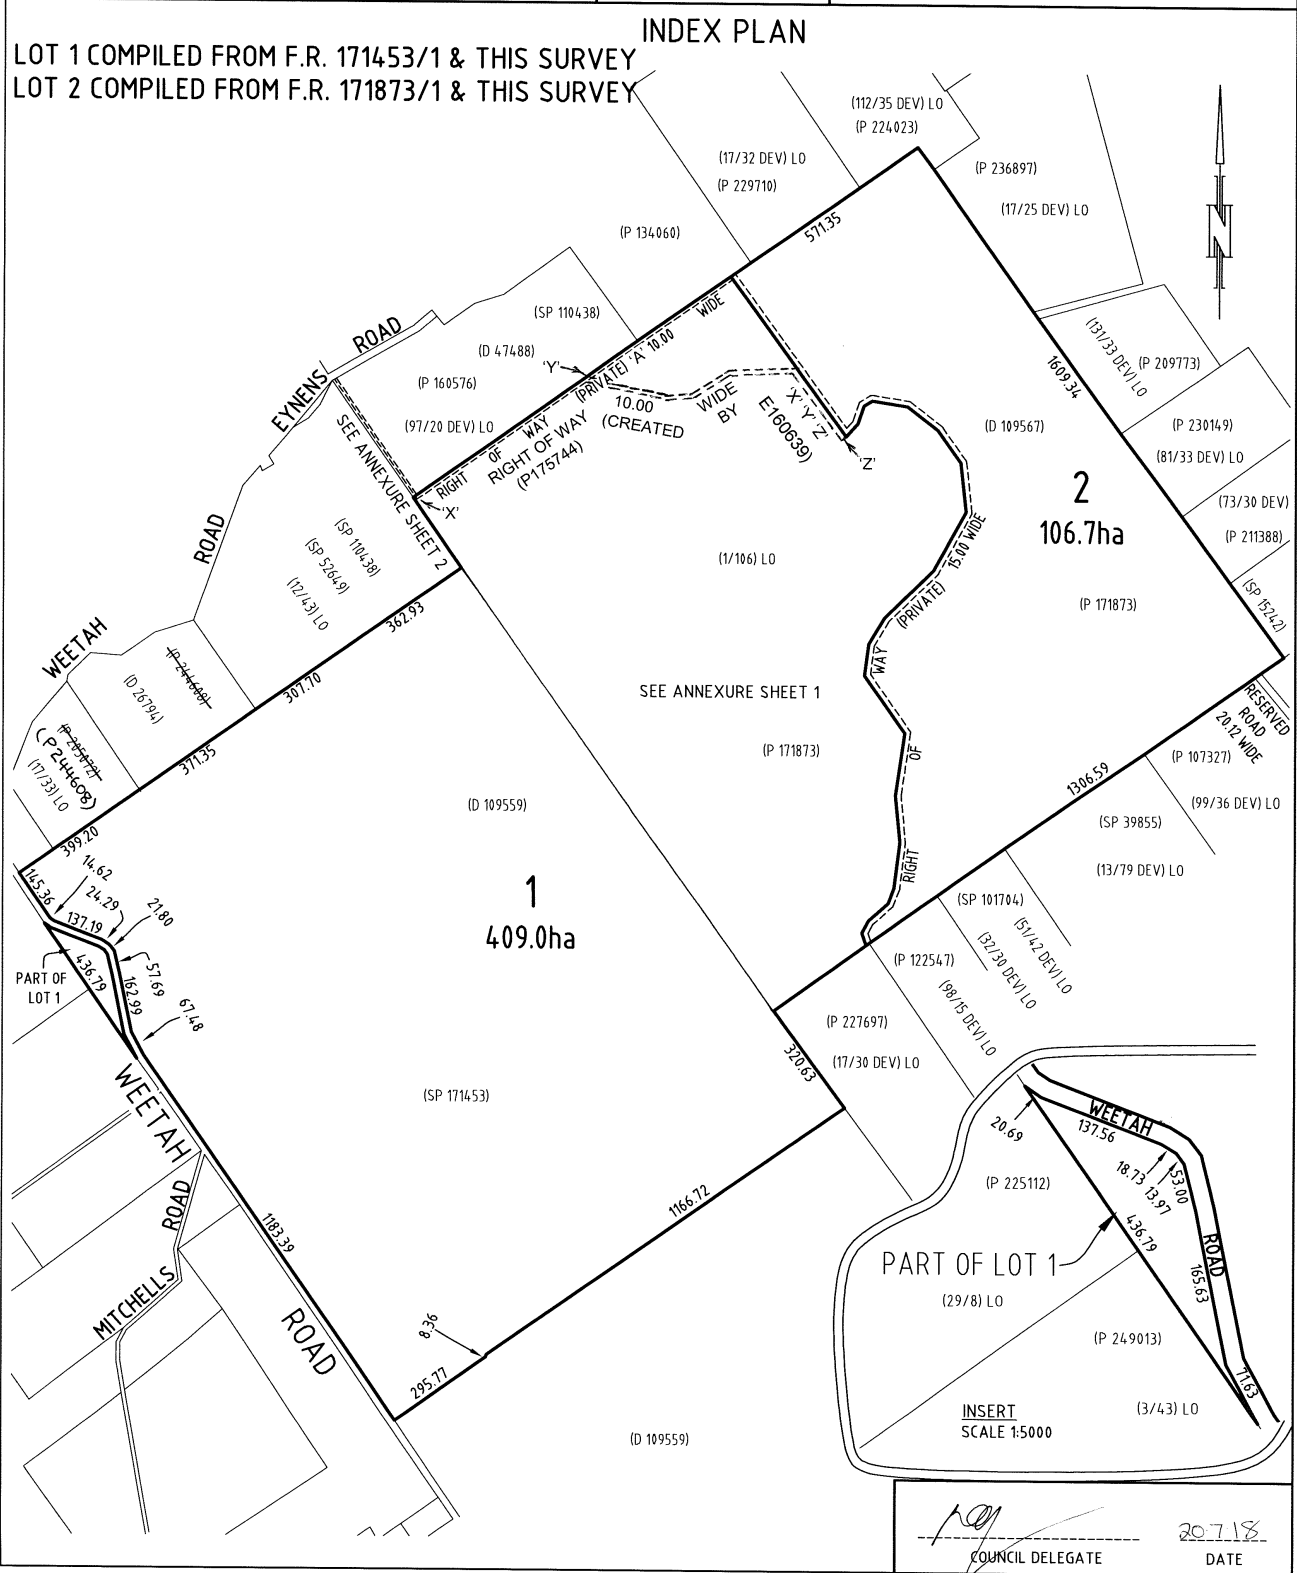 INDEX PLAN
LOT 1 COMPILED FROM F.R. 171453/1 & THIS SURVEY
LOT 2 COMPILED FROM F.R. 171873/1 & THIS SURVEY
(112/35 DEV) LO
(P 224023)
(17/32 DEV) LO
(P 229710)
(P 236897)
(17/25 DEV) LO
N
(P 134060)
571.35
(SP 110438)
(D 47488)
(P 160576)
(97/20 DEV) LO
EYNENS ROAD
'Y'
RIGHT OF WAY (PRIVATE) 'A' 10.00 WIDE
RIGHT OF WAY
(P175744)
10.00 WIDE
(CREATED BY
E160639)
'X' 'Y' 'Z'
'Z'
'X'
SEE ANNEXURE SHEET 2
(131/33 DEV) LO
(P 209773)
1609.34
(D 109567)
(P 230149)
(81/33 DEV) LO
(73/30 DEV)
(P 211388)
(SP 15242)
2
106.7ha
(1/106) LO
(P 171873)
RIGHT OF WAY (PRIVATE) 15.00 WIDE
(SP 110438)
(SP 52649)
(12/43) LO
362.93
WEETAH ROAD
307.70
(P 244608)
(D 26794)
371.35
(P 205072)
(P244608)
(17/33) LO
399.20
SEE ANNEXURE SHEET 1
(P 171873)
RESERVED
ROAD
20.12 WIDE
(P 107327)
(99/36 DEV) LO
1306.59
(SP 39855)
(13/79 DEV) LO
(D 109559)
1
409.0ha
145.36
14.62
24.29
21.80
137.19
57.69
162.99
67.48
436.79
PART OF
LOT 1
(SP 101704)
(51/42 DEV) LO
(32/30 DEV) LO
(P 122547)
(98/15 DEV) LO
(P 227697)
(17/30 DEV) LO
320.63
(SP 171453)
WEETAH ROAD
MITCHELLS ROAD
1183.39
1166.72
8.36
295.77
(D 109559)
WEETAH ROAD
20.69
137.56
18.73
13.97
53.00
436.79
165.63
71.63
(P 225112)
PART OF LOT 1
(29/8) LO
(P 249013)
(3/43) LO
INSERT
SCALE 1:5000
20.7.18
COUNCIL DELEGATE
DATE